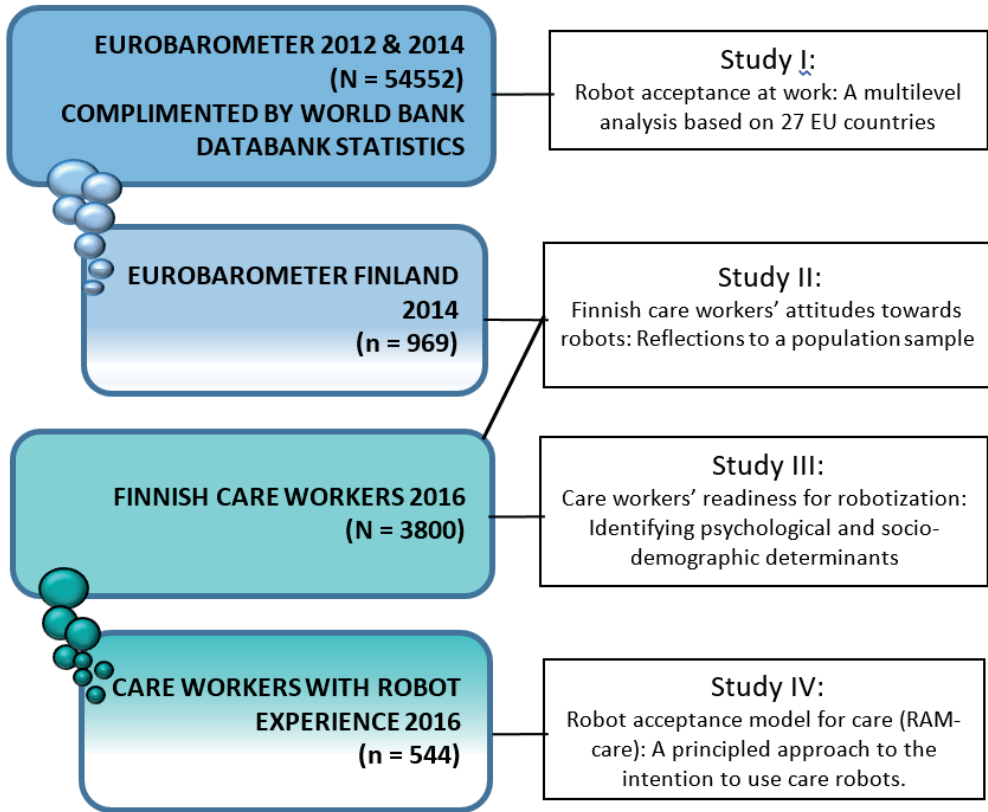 EUROBAROMETER 2012 & 2014
(N = 54552)
COMPLIMENTED BY WORLD BANK
DATABANK STATISTICS
Study I:
Robot acceptance at work: A multilevel
analysis based on 27 EU countries
EUROBAROMETER FINLAND
2014
(n = 969)
Study II:
Finnish care workers’ attitudes towards
robots: Reflections to a population sample
FINNISH CARE WORKERS 2016
(N = 3800)
Study III:
Care workers’ readiness for robotization:
Identifying psychological and socio-
demographic determinants
CARE WORKERS WITH ROBOT
EXPERIENCE 2016
(n = 544)
Study IV:
Robot acceptance model for care (RAM-
care): A principled approach to the
intention to use care robots.